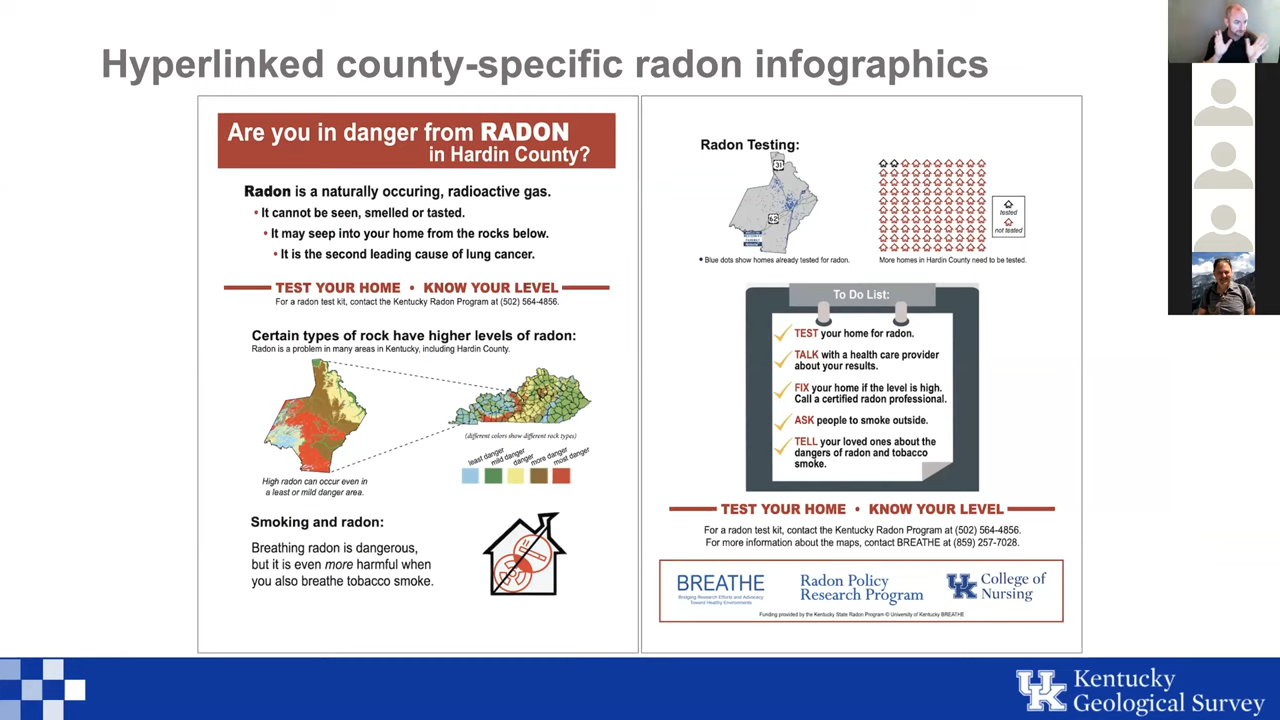 Hyperlinked county-specific radon infographics
Are you in danger from RADON
in Hardin County?
Radon is a naturally occuring, radioactive gas.
• It cannot be seen, smelled or tasted.
• It may seep into your home from the rocks below.
• It is the second leading cause of lung cancer.
TEST YOUR HOME • KNOW YOUR LEVEL
For a radon test kit, contact the Kentucky Radon Program at (502) 564-4856.
Certain types of rock have higher levels of radon:
Radon is a problem in many areas in Kentucky, including Hardin County.
(different colors show different rock types)
least danger
mild danger
danger
more danger
most danger
High radon can occur even in
a least or mild danger area.
Smoking and radon:
Breathing radon is dangerous,
but it is even more harmful when
you also breathe tobacco smoke.
Radon Testing:
31
62
tested
not tested
• Blue dots show homes already tested for radon.
More homes in Hardin County need to be tested.
To Do List:
TEST your home for radon.
TALK with a health care provider
about your results.
FIX your home if the level is high.
Call a certified radon professional.
ASK people to smoke outside.
TELL your loved ones about the
dangers of radon and tobacco
smoke.
TEST YOUR HOME • KNOW YOUR LEVEL
For a radon test kit, contact the Kentucky Radon Program at (502) 564-4856.
For more information about the maps, contact BREATHE at (859) 257-7028.
BREATHE
Bridging Research Efforts and Advocacy
Toward Healthy Environments
Radon Policy
Research Program
UK College of
Nursing
Funding provided by the Kentucky State Radon Program © University of Kentucky BREATHE
UK Kentucky
Geological Survey